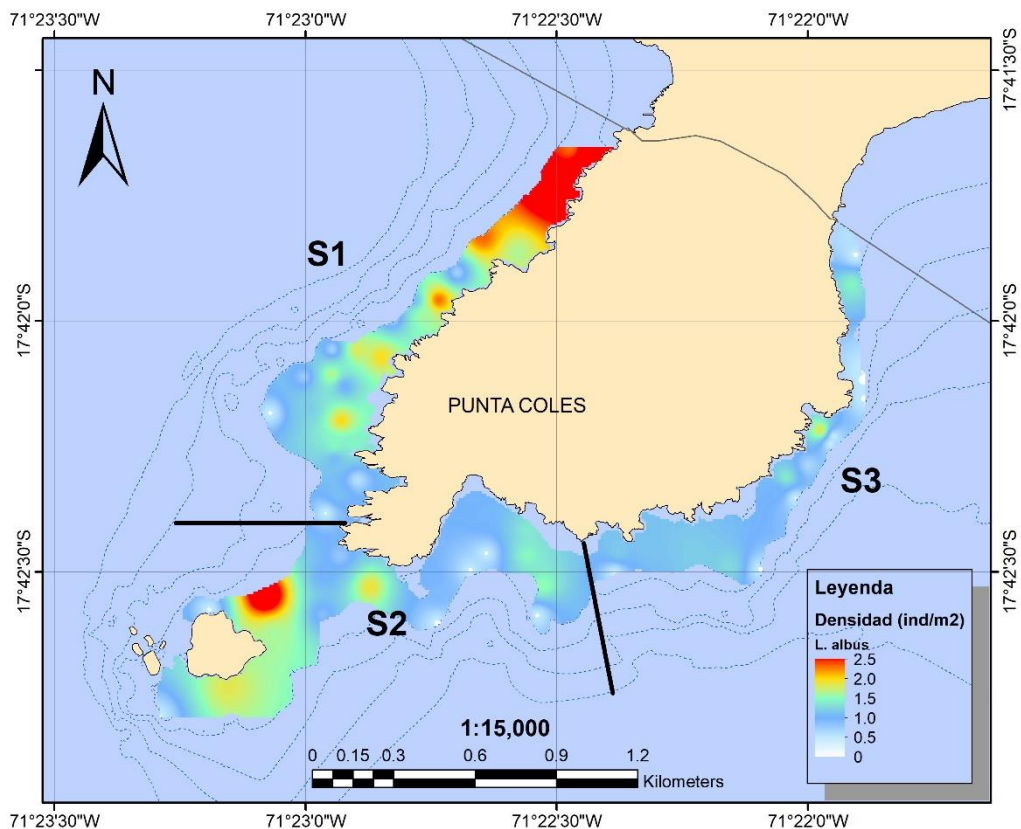 71°23'30"W 71°23'0"W 71°22'30"W 71°22'0"W
N
17°41'30"S
S1
17°42'0"S 17°42'0"S
PUNTA COLES
S3
17°42'30"S 17°42'30"S
S2
Leyenda
Densidad (ind/m2)
L. albus
2.5
2.0
1.5
1.0
0.5
0
1:15,000
0 0.15 0.3 0.6 0.9 1.2
Kilometers
71°23'30"W 71°23'0"W 71°22'30"W 71°22'0"W